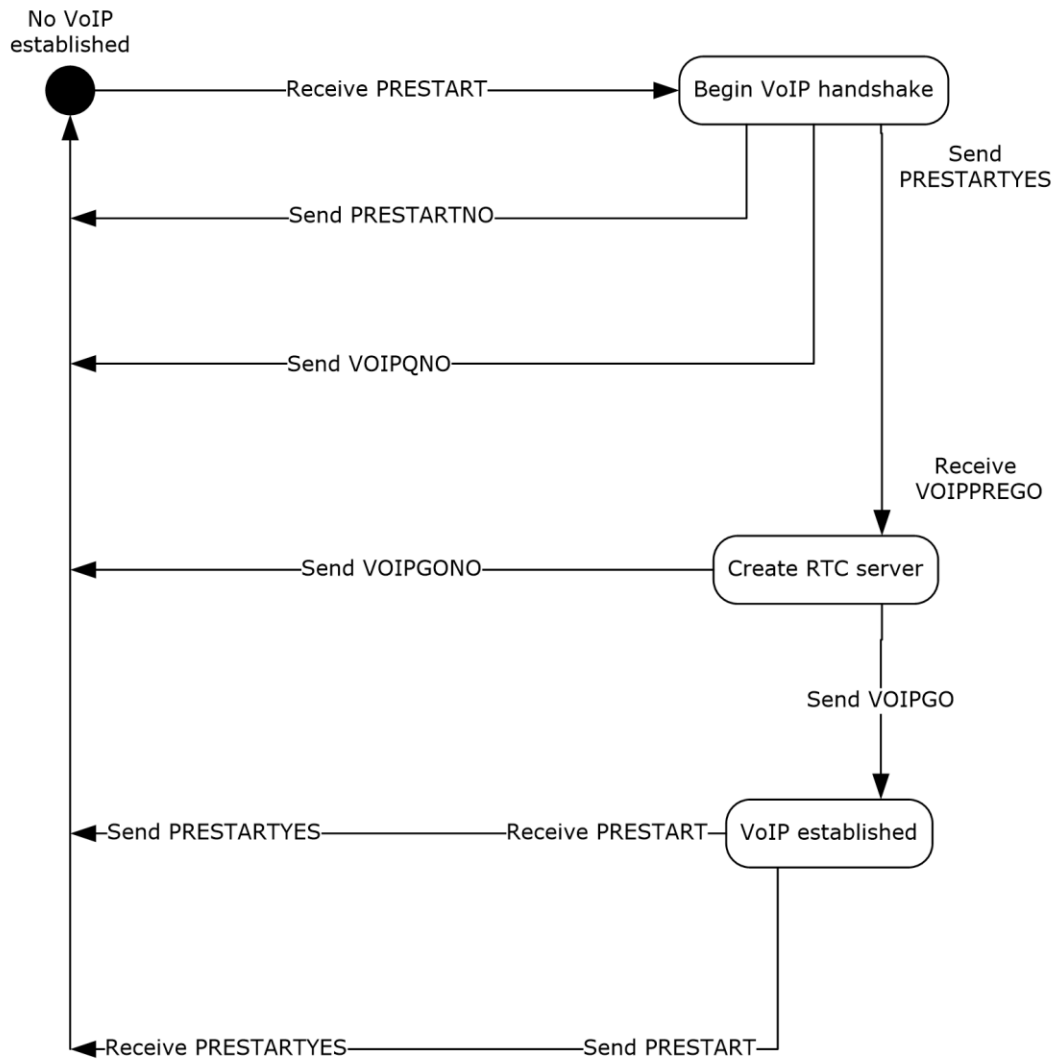 No VoIP
established
Receive PRESTART
Begin VoIP handshake
Send
PRESTARTYES
Send PRESTARTNO
Send VOIPQNO
Receive
VOIPPREGO
Send VOIPGONO
Create RTC server
Send VOIPGO
Send PRESTARTYES
Receive PRESTART
VoIP established
Receive PRESTARTYES
Send PRESTART